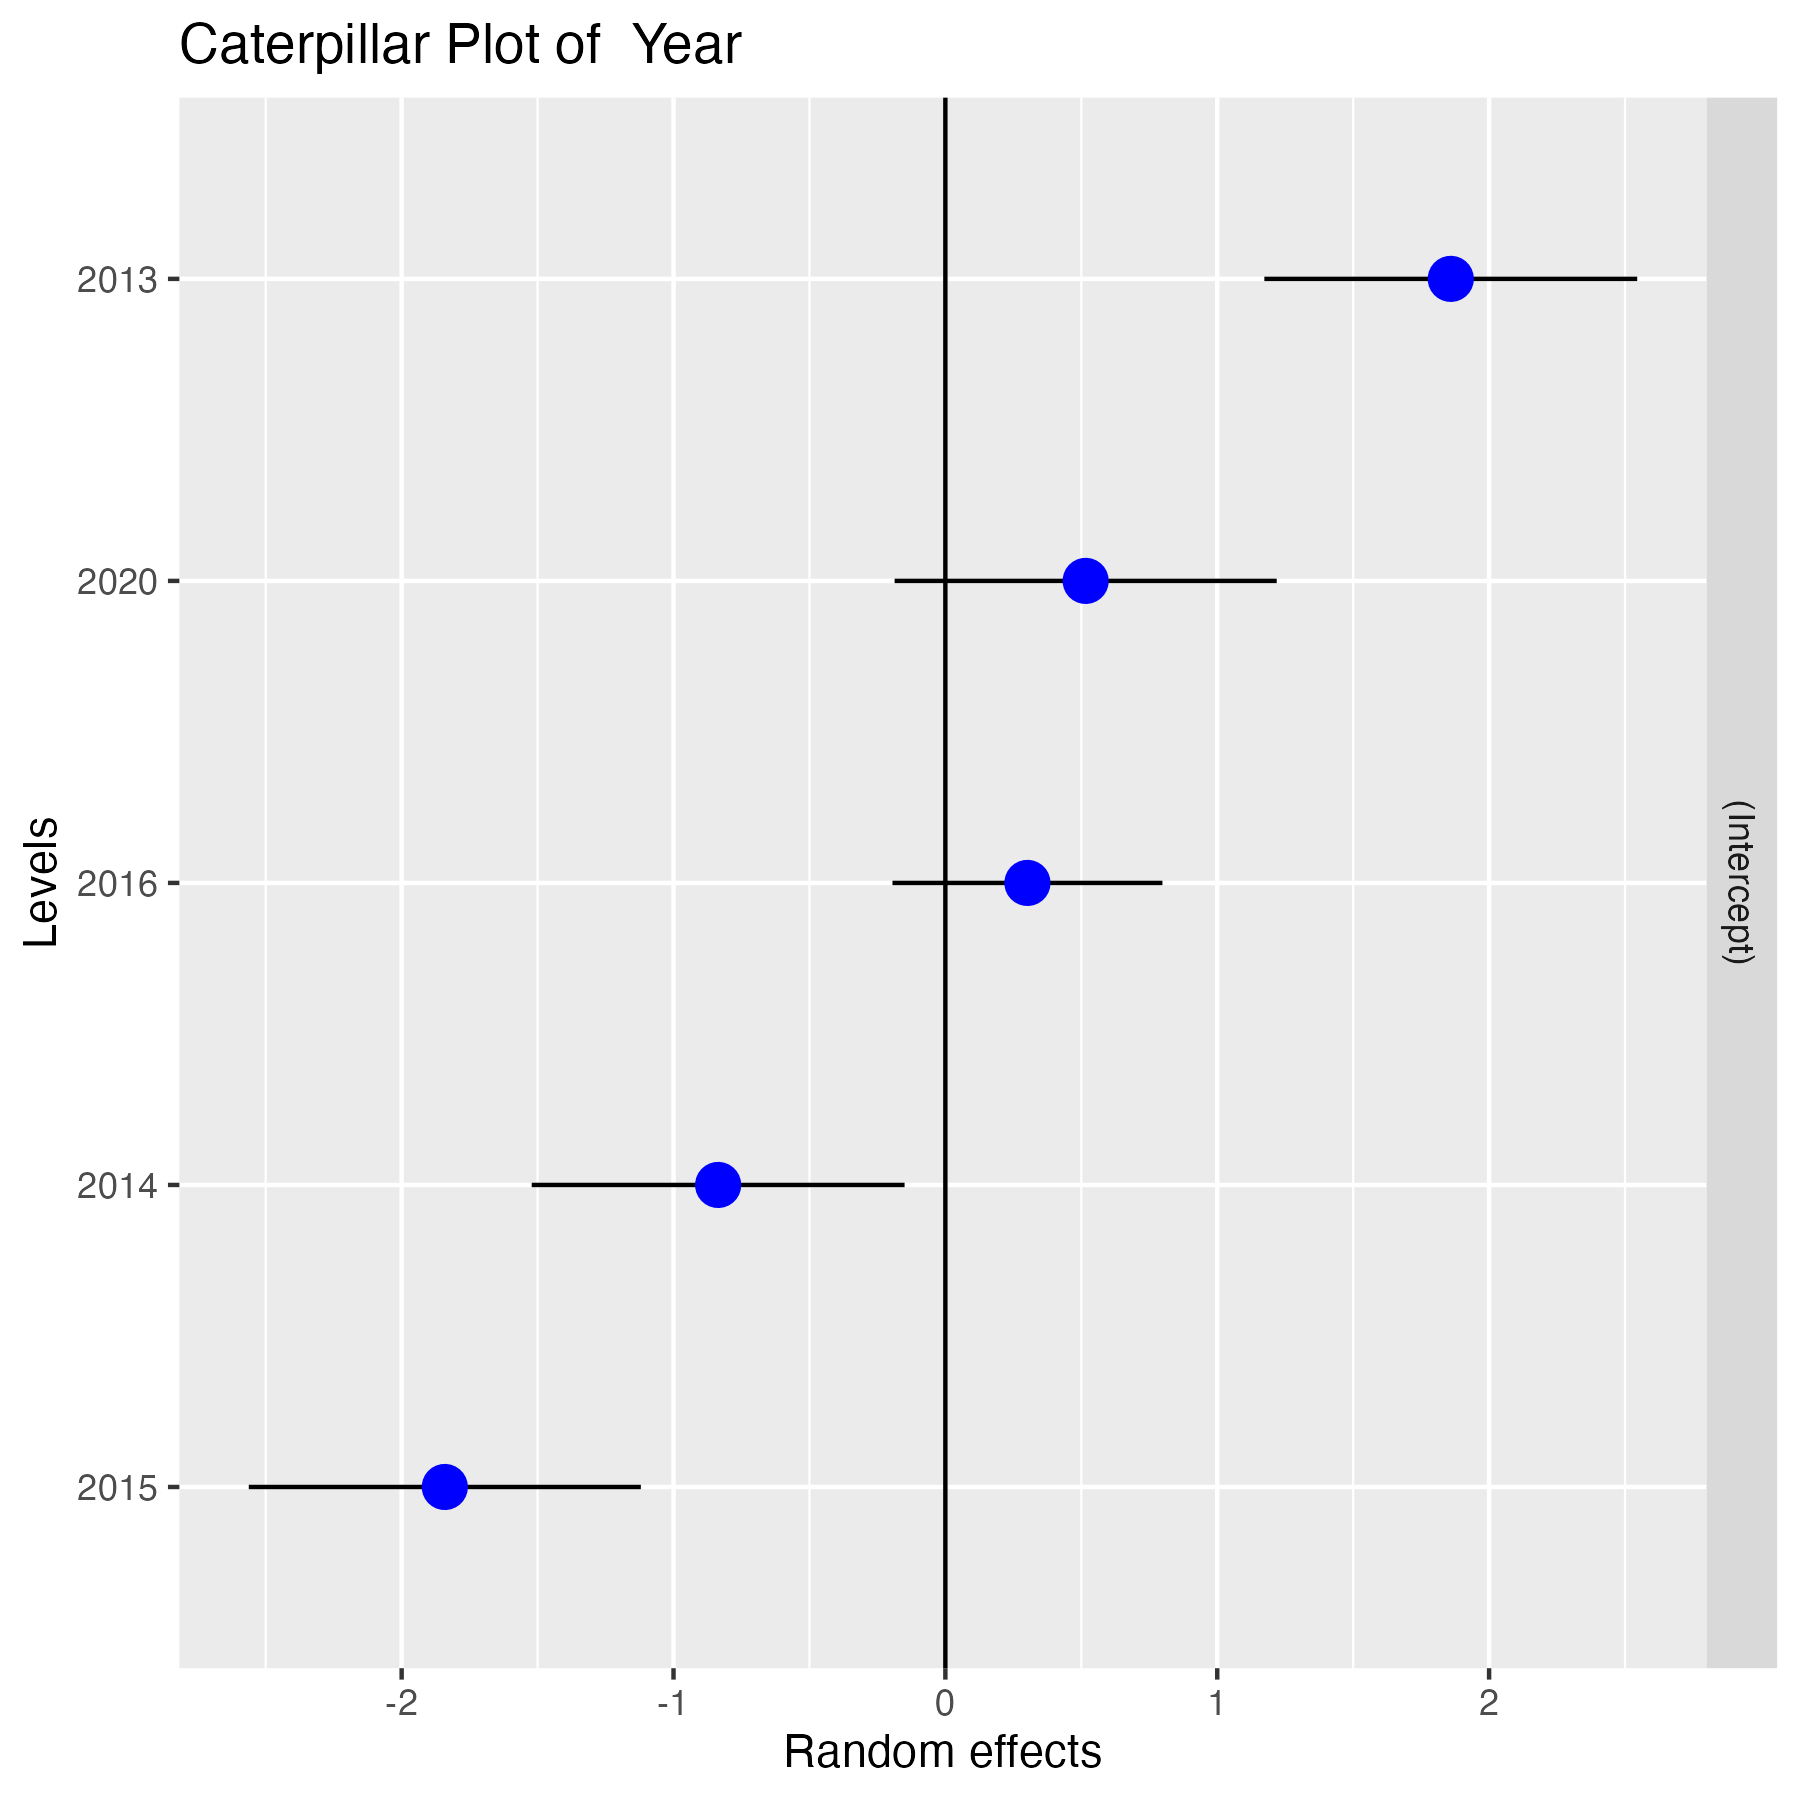 Caterpillar Plot of  Year
Levels
2013
2020
2016
2014
2015
(Intercept)
-2
-1
0
1
2
Random effects